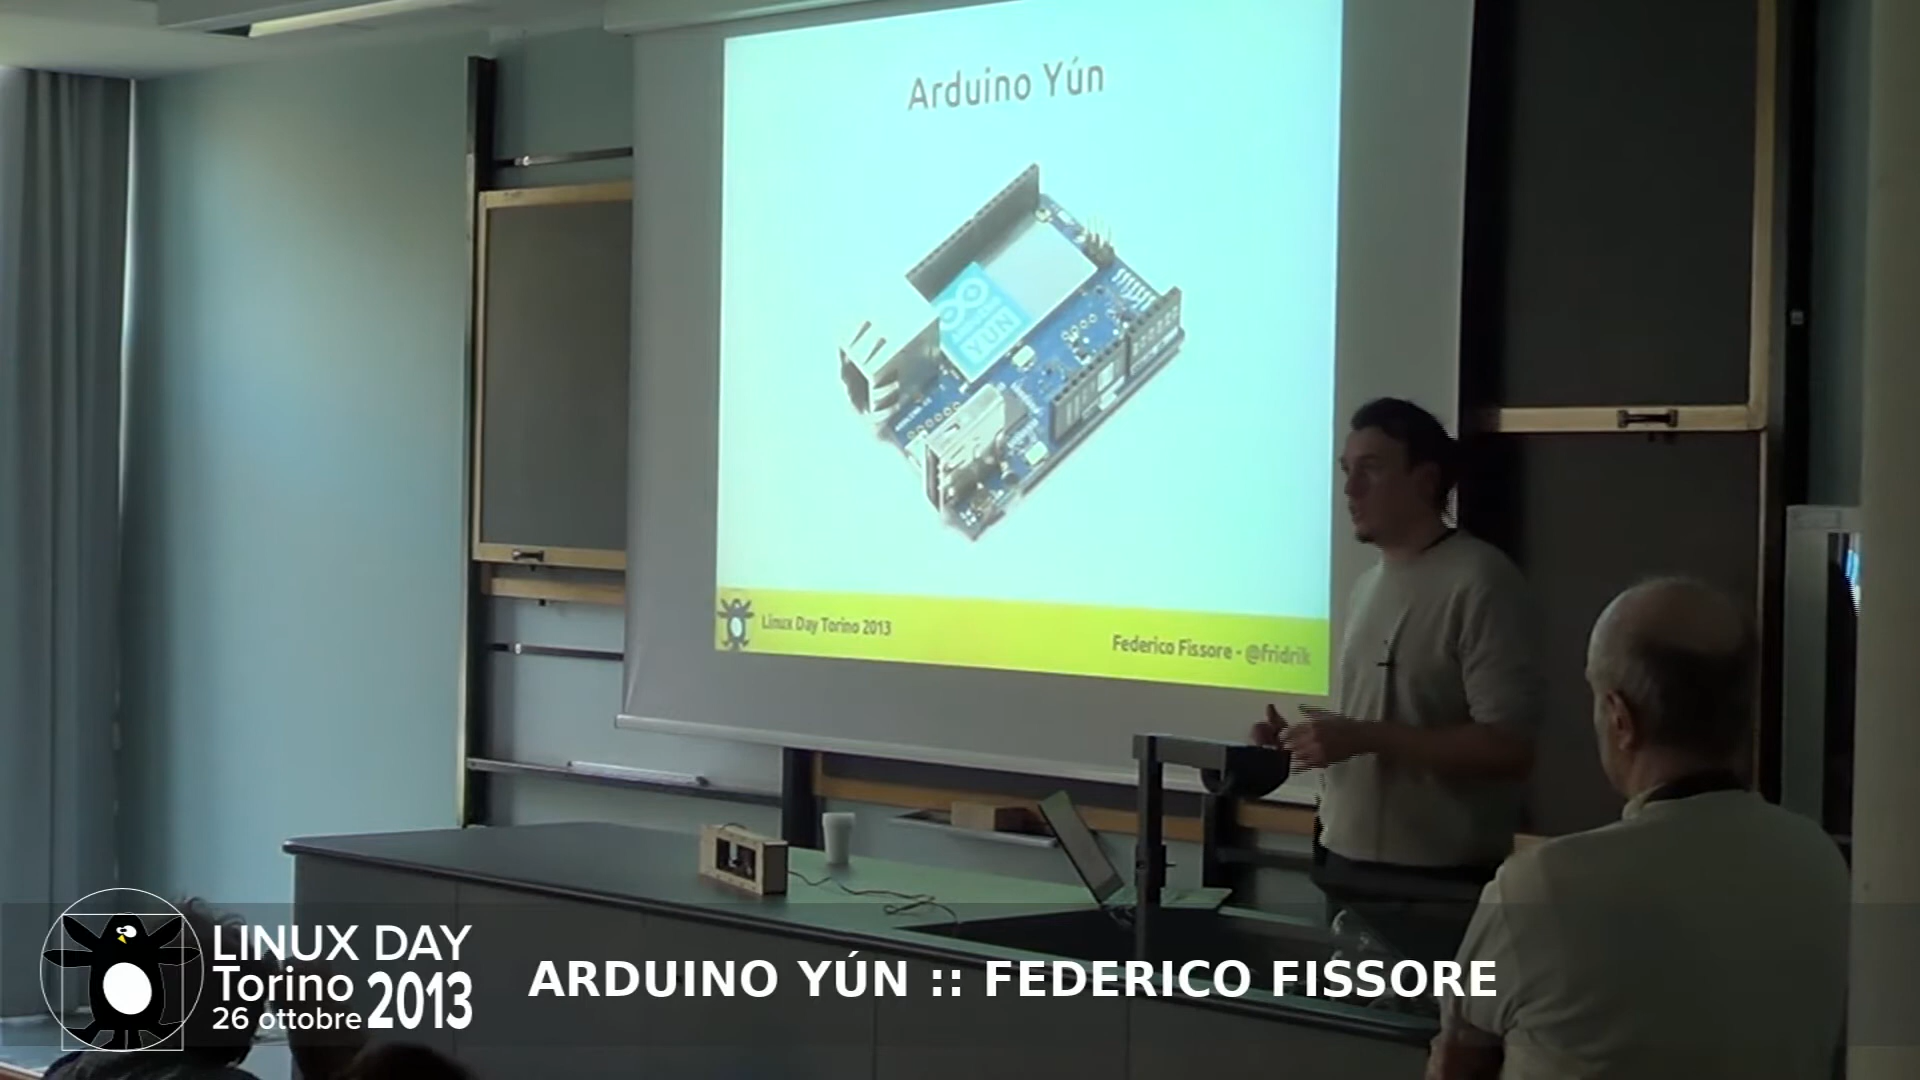 Arduino Yún
YÚN
Linux Day Torino 2013
Federico Fissore - @fridrik
LINUX DAY
Torino 2013
26 ottobre
ARDUINO YÚN :: FEDERICO FISSORE